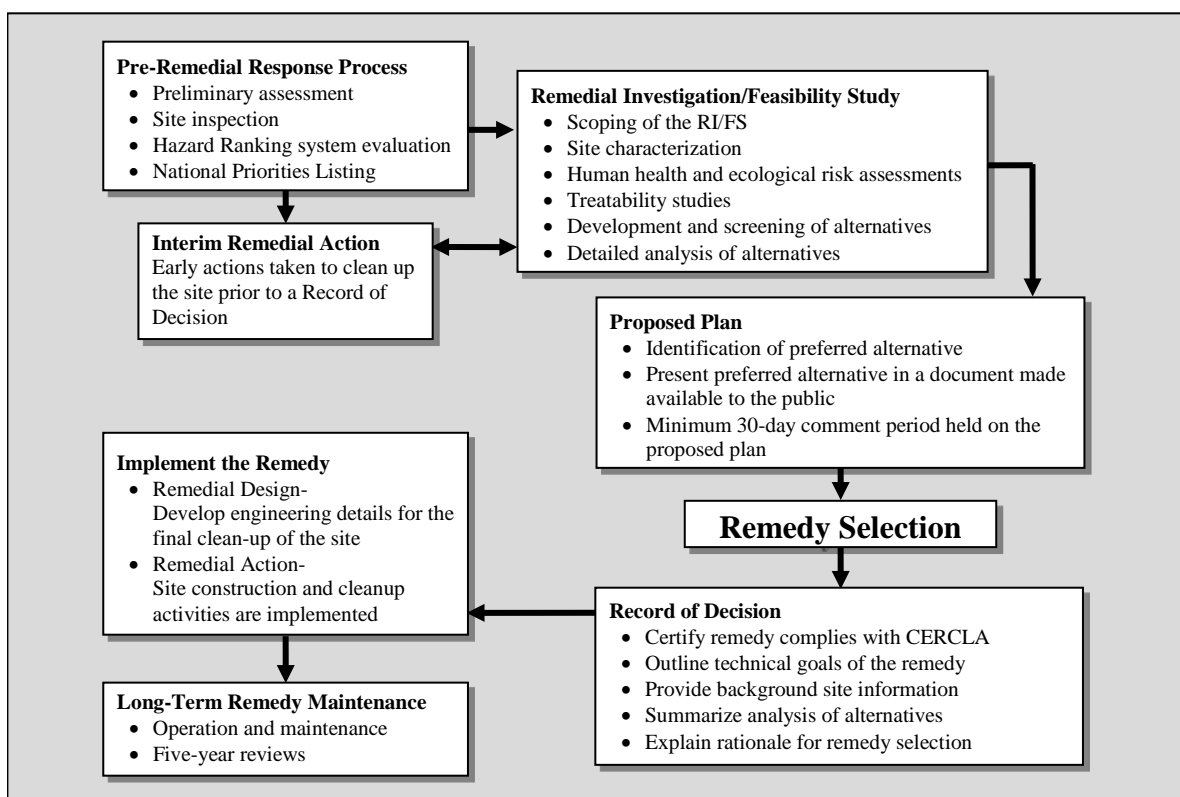 Pre-Remedial Response Process
• Preliminary assessment
• Site inspection
• Hazard Ranking system evaluation
• National Priorities Listing
Remedial Investigation/Feasibility Study
• Scoping of the RI/FS
• Site characterization
• Human health and ecological risk assessments
• Treatability studies
• Development and screening of alternatives
• Detailed analysis of alternatives
Interim Remedial Action
Early actions taken to clean up
the site prior to a Record of
Decision
Proposed Plan
• Identification of preferred alternative
• Present preferred alternative in a document made
available to the public
• Minimum 30-day comment period held on the
proposed plan
Remedy Selection
Record of Decision
• Certify remedy complies with CERCLA
• Outline technical goals of the remedy
• Provide background site information
• Summarize analysis of alternatives
• Explain rationale for remedy selection
Implement the Remedy
• Remedial Design-
Develop engineering details for the
final clean-up of the site
• Remedial Action-
Site construction and cleanup
activities are implemented
Long-Term Remedy Maintenance
• Operation and maintenance
• Five-year reviews